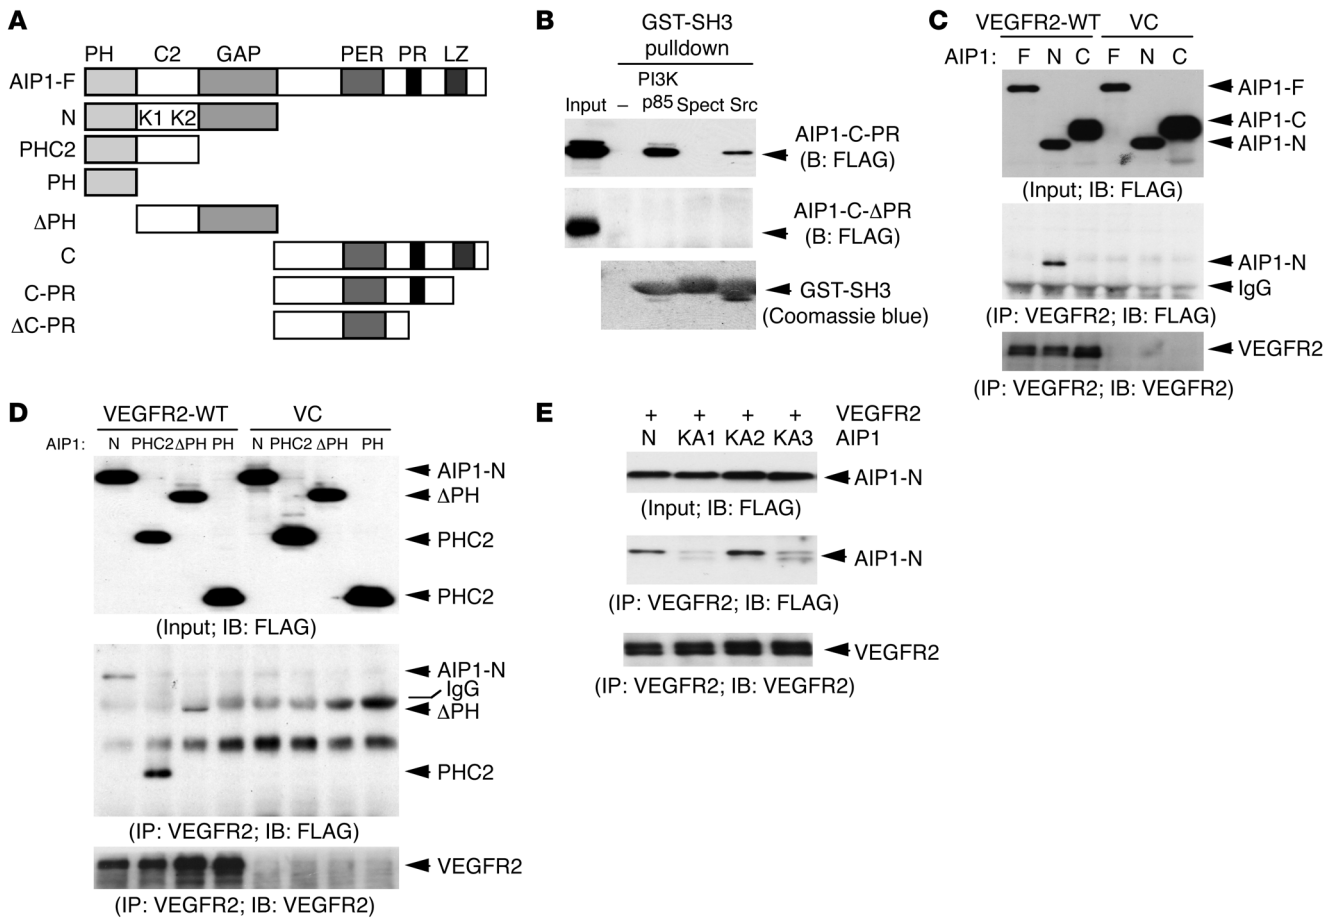 A
PH C2 GAP PER PR LZ
AIP1-F
N K1 K2
PHC2
PH
ΔPH
C
C-PR
ΔC-PR
B
GST-SH3
pulldown
PI3K
Input – p85 Spect Src
AIP1-C-PR
(B: FLAG)
AIP1-C-ΔPR
(B: FLAG)
GST-SH3
(Coomassie blue)
C
VEGFR2-WT VC
AIP1: F N C F N C
AIP1-F
AIP1-C
AIP1-N
(Input; IB: FLAG)
AIP1-N
IgG
(IP: VEGFR2; IB: FLAG)
VEGFR2
(IP: VEGFR2; IB: VEGFR2)
D
VEGFR2-WT VC
AIP1: N PHC2 ΔPH PH N PHC2 ΔPH PH
AIP1-N
ΔPH
PHC2
PHC2
(Input; IB: FLAG)
AIP1-N
IgG
ΔPH
PHC2
(IP: VEGFR2; IB: FLAG)
VEGFR2
(IP: VEGFR2; IB: VEGFR2)
E
+ + + + VEGFR2
N KA1 KA2 KA3 AIP1
AIP1-N
(Input; IB: FLAG)
AIP1-N
(IP: VEGFR2; IB: FLAG)
VEGFR2
(IP: VEGFR2; IB: VEGFR2)